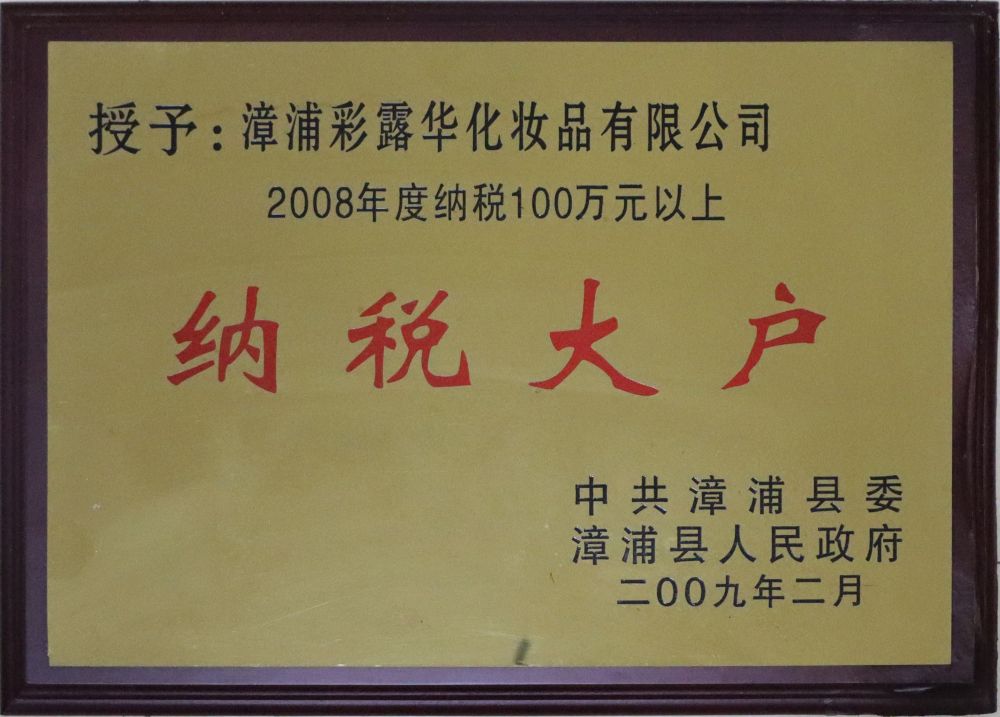 授予：漳浦彩露华化妆品有限公司
2008年度纳税100万元以上
纳税大户
中共漳浦县委
漳浦县人民政府
二00九年二月